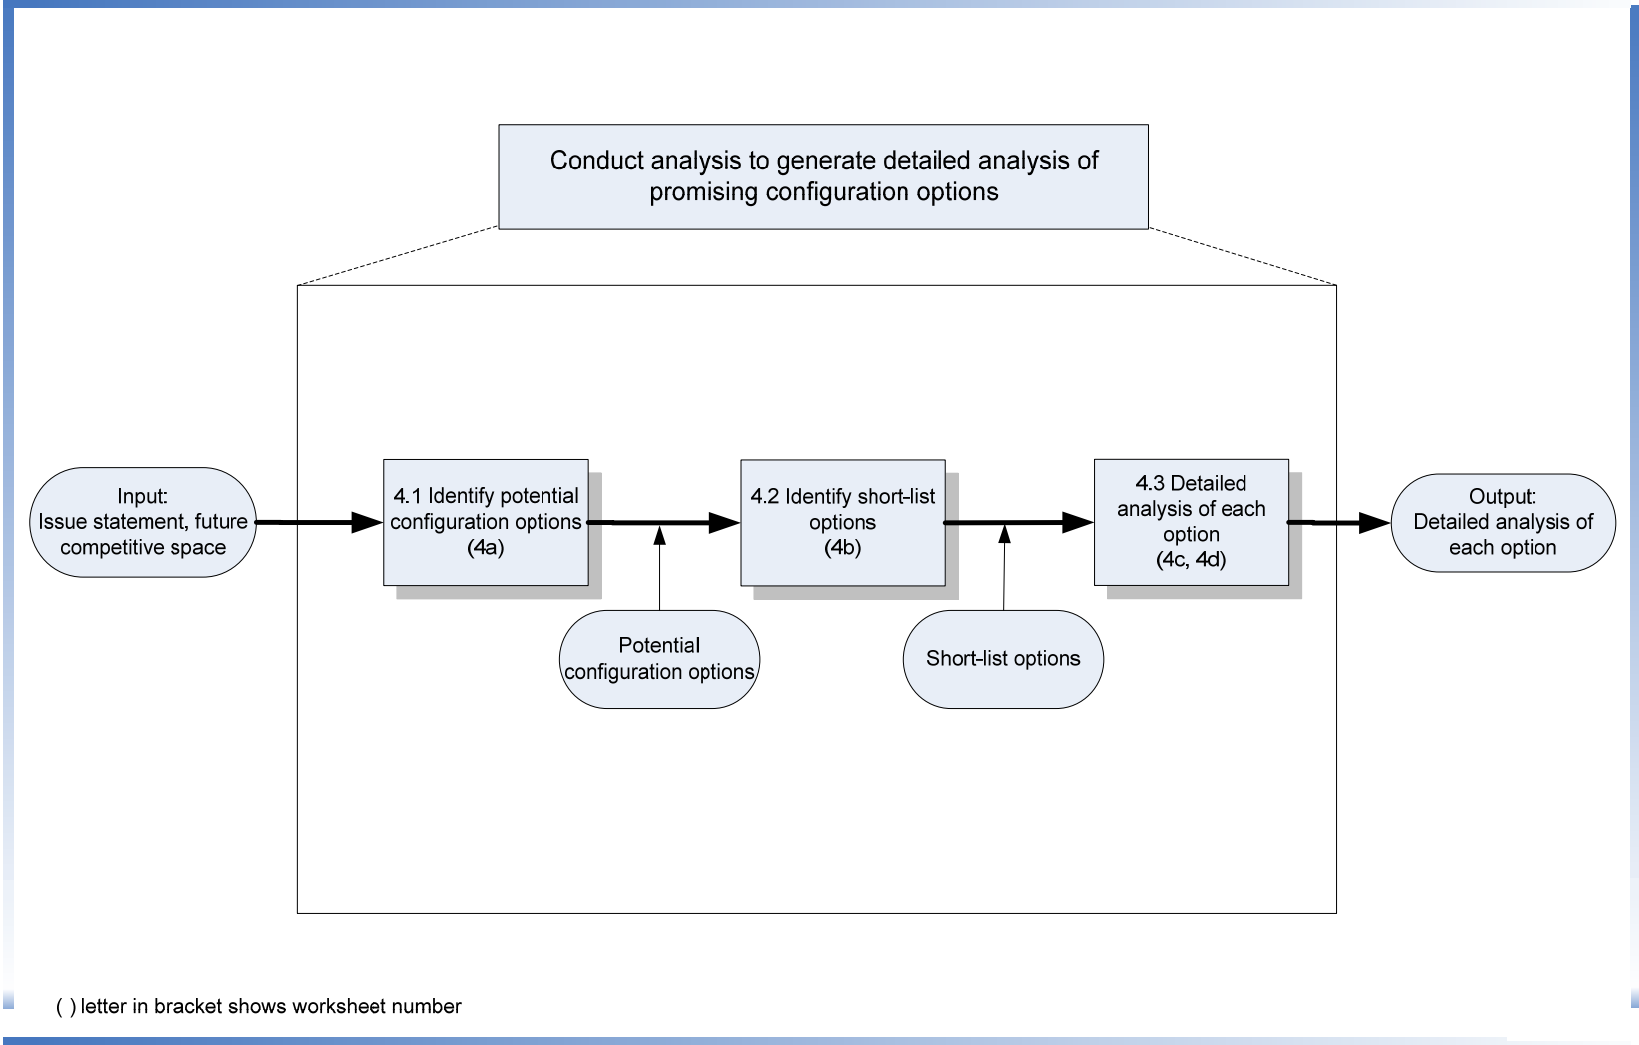 Conduct analysis to generate detailed analysis of
promising configuration options
Input:
Issue statement, future
competitive space
4.1 Identify potential
configuration options
(4a)
4.2 Identify short-list
options
(4b)
4.3 Detailed
analysis of each
option
(4c, 4d)
Output:
Detailed analysis of
each option
Potential
configuration options
Short-list options
( ) letter in bracket shows worksheet number